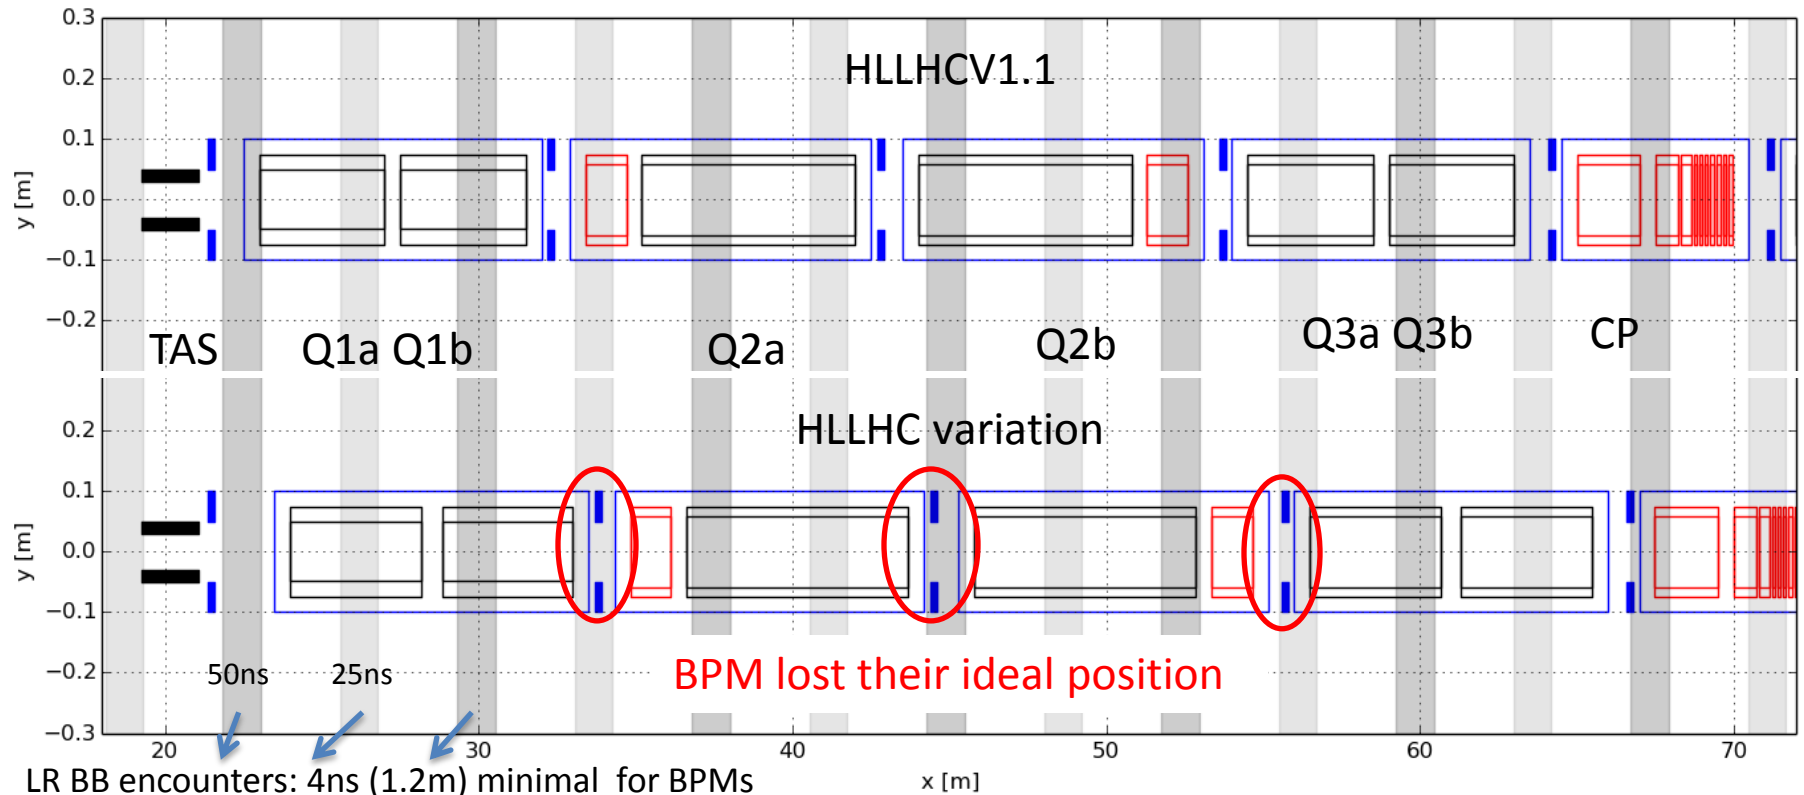 0.3
HLLHCV1.1
0.2
0.1
0.0
−0.1
−0.2
y [m]
TAS Q1a Q1b Q2a Q2b Q3a Q3b CP
HLLHC variation
0.2
0.1
0.0
−0.1
−0.2
−0.3
y [m]
50ns 25ns
BPM lost their ideal position
20 30 40 50 60 70
LR BB encounters: 4ns (1.2m) minimal for BPMs
x [m]